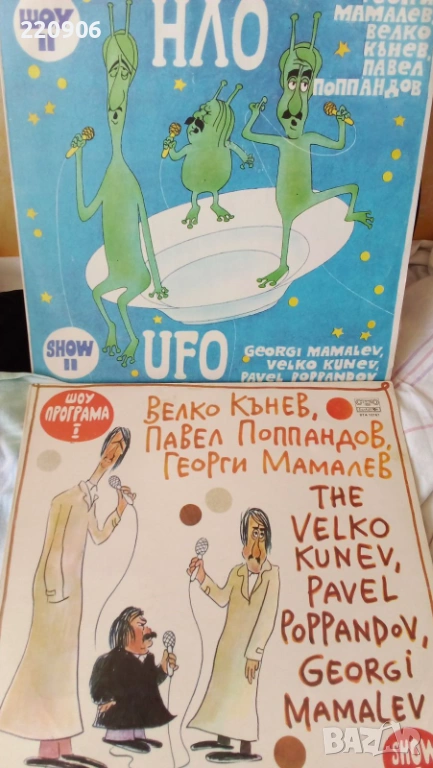 220906
ШОУ
II
НЛО
МАМАЛЕВ
ВЕЛКО
КЪНЕВ,
ПАВЕЛ
ПОППАНДОВ
SHOW
II
UFO
GEORGI MAMALEV,
VELKO KUNEV,
PAVEL POPPANDOV
ШОУ
ПРОГРАМА
I
ВЕЛКО КЪНЕВ,
ПАВЕЛ ПОППАНДОВ,
ГЕОРГИ МАМАЛЕВ
THE
VELKO
KUNEV,
PAVEL
POPPANDOV,
GEORGI
MAMALEV
SHOW
BAZAR